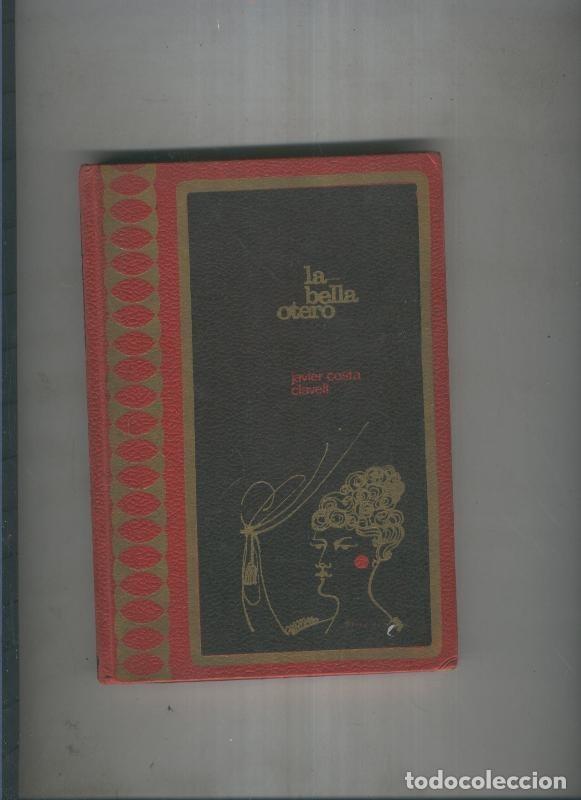 la
bella
otero
javier costa
clavell
todocoleccion